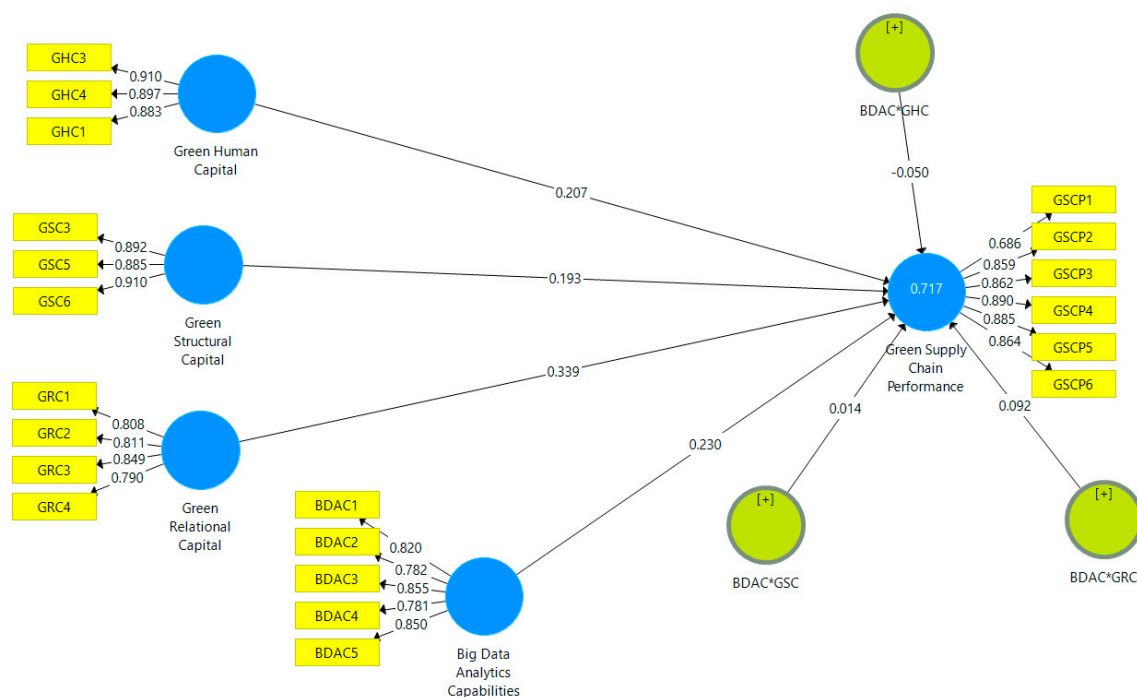 GHC3
GHC4
GHC1
0.910
0.897
0.883
Green Human
Capital
[+]
BDAC*GHC
-0.050
0.207
GSC3
GSC5
GSC6
0.892
0.885
0.910
Green
Structural
Capital
0.193
0.717
Green Supply
Chain
Performance
GSCP1
GSCP2
GSCP3
GSCP4
GSCP5
GSCP6
0.686
0.859
0.862
0.890
0.885
0.864
GRC1
GRC2
GRC3
GRC4
0.808
0.811
0.849
0.790
Green
Relational
Capital
0.339
0.230
0.014
0.092
BDAC1
BDAC2
BDAC3
BDAC4
BDAC5
0.820
0.782
0.855
0.781
0.850
Big Data
Analytics
Capabilities
[+]
BDAC*GSC
[+]
BDAC*GRC